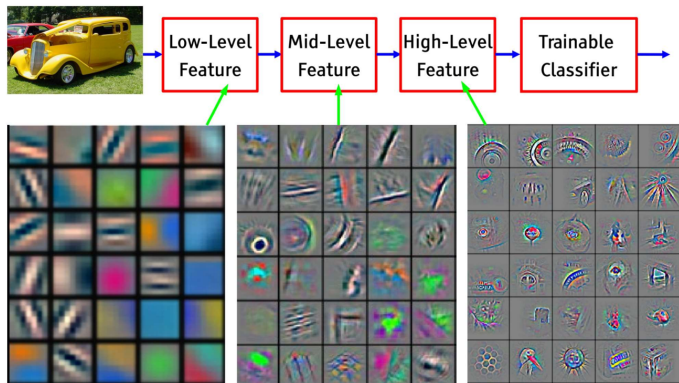 Low-Level
Feature
Mid-Level
Feature
High-Level
Feature
Trainable
Classifier